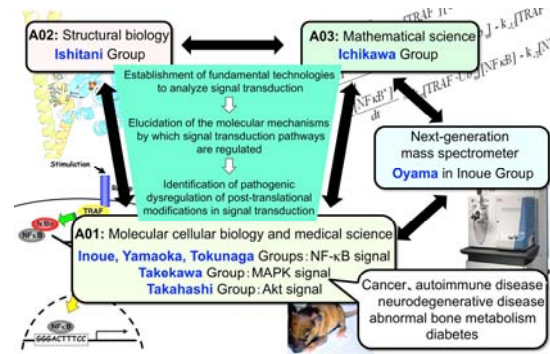 A02: Structural biology
Ishitani Group
A03: Mathematical science
Ichikawa Group
Establishment of fundamental technologies
to analyze signal transduction
Elucidation of the molecular mechanisms
by which signal transduction pathways
are regulated
Identification of pathogenic
dysregulation of post-translational
modifications in signal transduction
Next-generation
mass spectrometer
Oyama in Inoue Group
Stimulation
TRAF
IκBα
NFκB
A01: Molecular cellular biology and medical science
Inoue, Yamaoka, Tokunaga Groups: NF-κB signal
Takekawa Group: MAPK signal
Takahashi Group: Akt signal
Cancer、autoimmune disease
neurodegenerative disease
abnormal bone metabolism
diabetes
NFκB
GGGACTTTCC